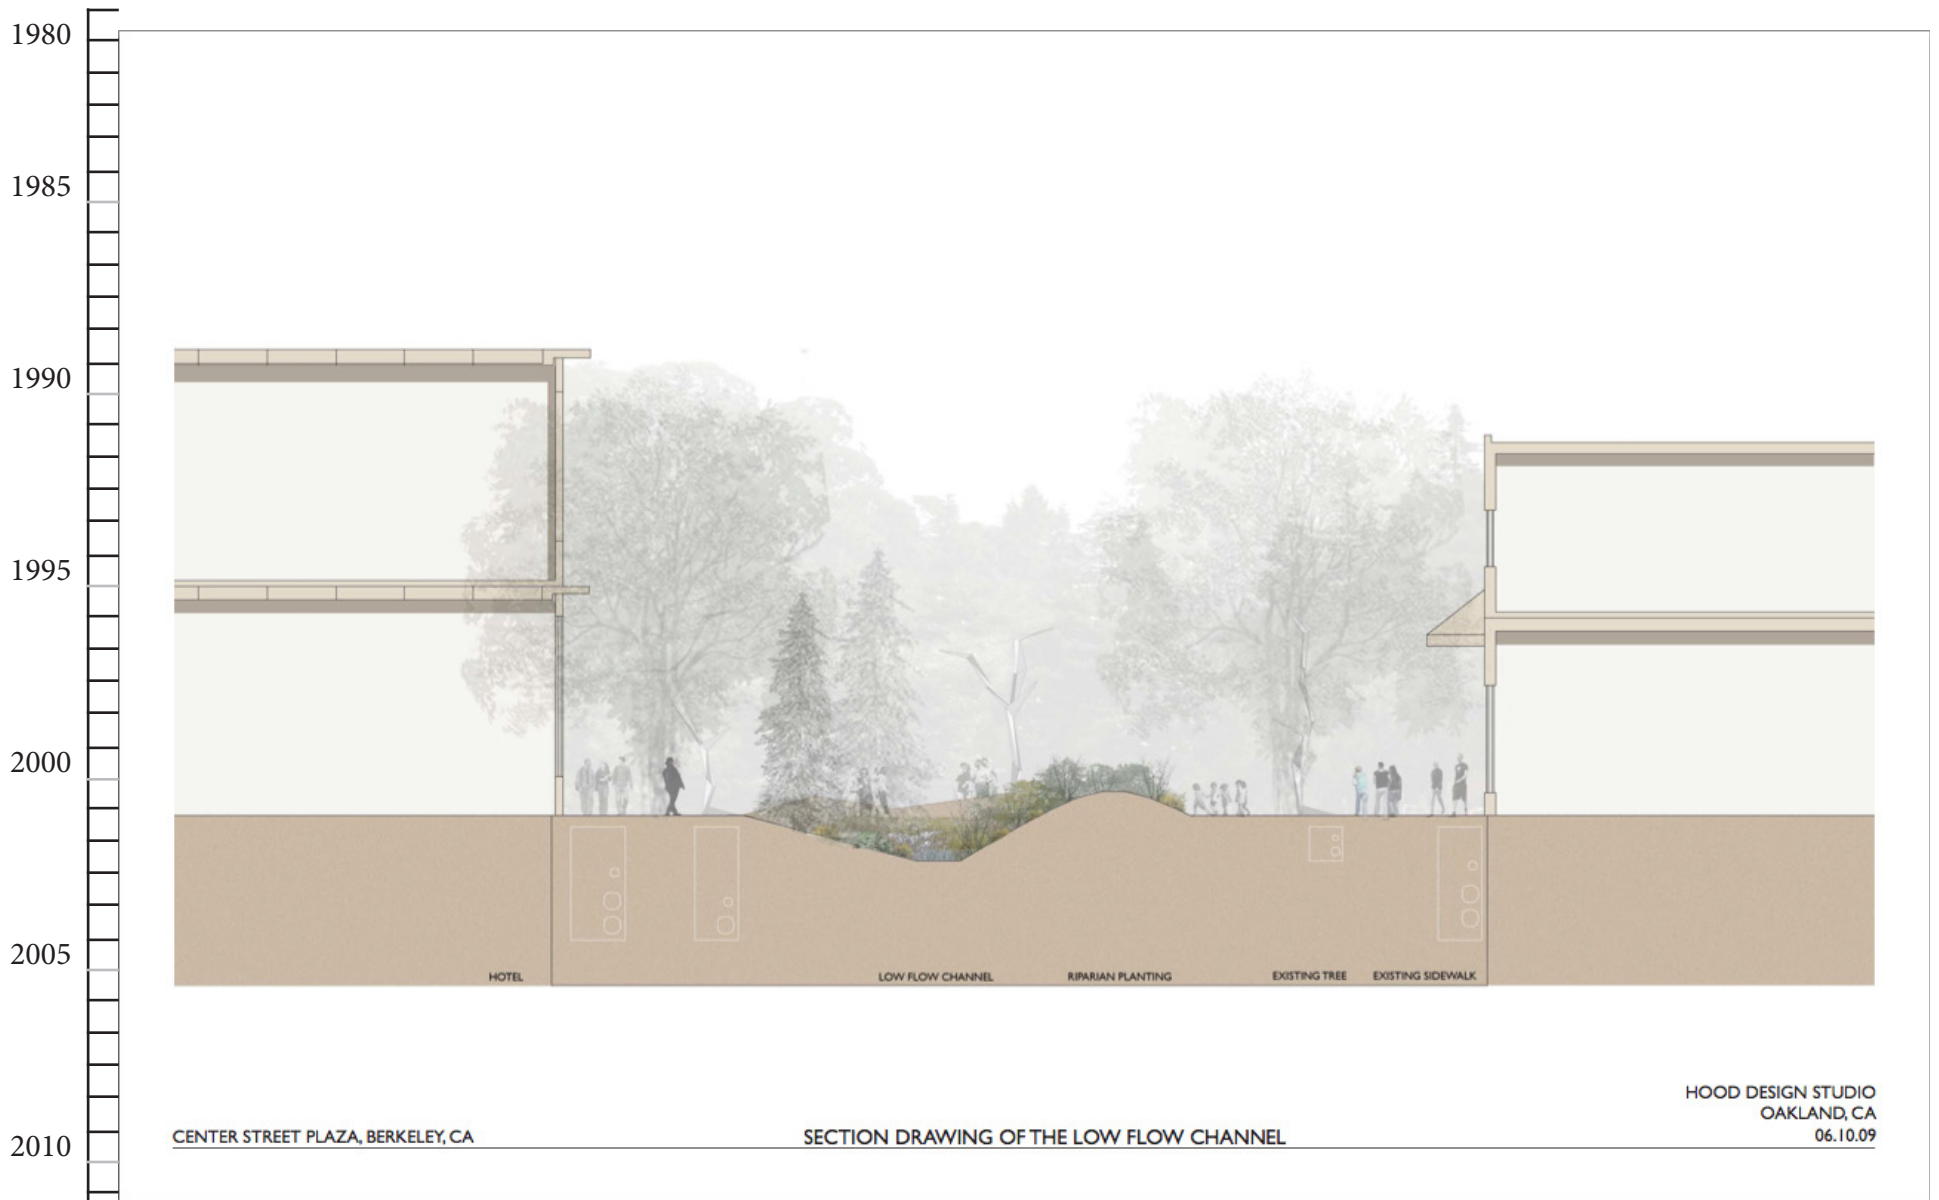 1980
1985
1990
1995
2000
2005
2010
HOTEL
LOW FLOW CHANNEL
RIPARIAN PLANTING
EXISTING TREE
EXISTING SIDEWALK
HOOD DESIGN STUDIO
OAKLAND, CA
06.10.09
CENTER STREET PLAZA, BERKELEY, CA
SECTION DRAWING OF THE LOW FLOW CHANNEL